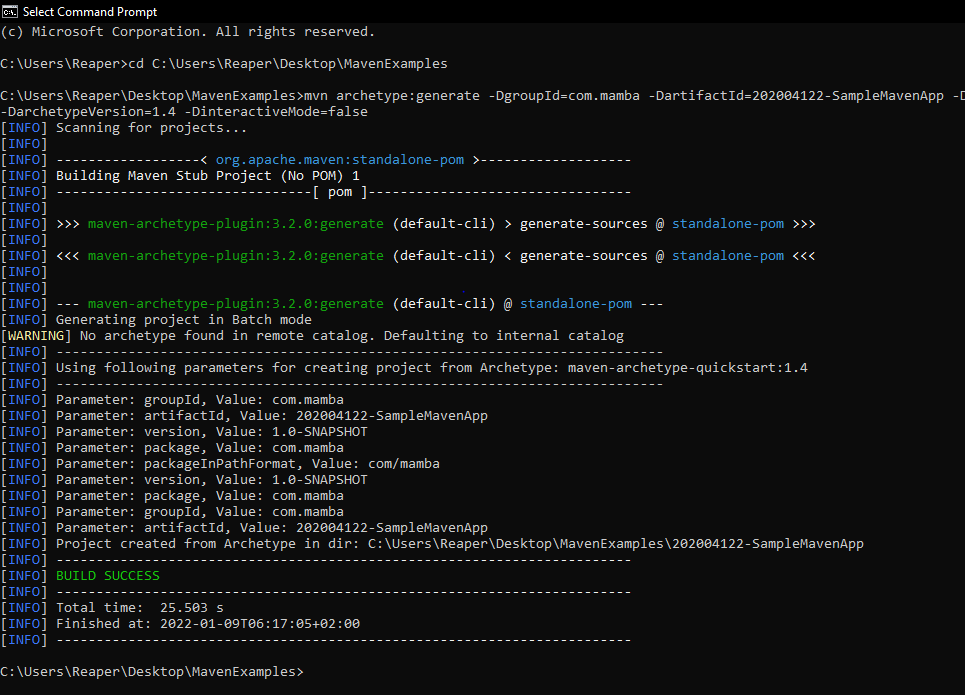 Select Command Prompt
(c) Microsoft Corporation. All rights reserved.
C:\Users\Reaper>cd C:\Users\Reaper\Desktop\MavenExamples
C:\Users\Reaper\Desktop\MavenExamples>mvn archetype:generate -DgroupId=com.mamba -DartifactId=202004122-SampleMavenApp -D
-DarchetypeVersion=1.4 -DinteractiveMode=false
[INFO] Scanning for projects...
[INFO]
[INFO] ------------------< org.apache.maven:standalone-pom >-------------------
[INFO] Building Maven Stub Project (No POM) 1
[INFO] --------------------------------[ pom ]---------------------------------
[INFO]
[INFO] >>> maven-archetype-plugin:3.2.0:generate (default-cli) > generate-sources @ standalone-pom >>>
[INFO]
[INFO] <<< maven-archetype-plugin:3.2.0:generate (default-cli) < generate-sources @ standalone-pom <<<
[INFO]
[INFO]
[INFO] --- maven-archetype-plugin:3.2.0:generate (default-cli) @ standalone-pom ---
[INFO] Generating project in Batch mode
[WARNING] No archetype found in remote catalog. Defaulting to internal catalog
[INFO] ----------------------------------------------------------------------------
[INFO] Using following parameters for creating project from Archetype: maven-archetype-quickstart:1.4
[INFO] ----------------------------------------------------------------------------
[INFO] Parameter: groupId, Value: com.mamba
[INFO] Parameter: artifactId, Value: 202004122-SampleMavenApp
[INFO] Parameter: version, Value: 1.0-SNAPSHOT
[INFO] Parameter: package, Value: com.mamba
[INFO] Parameter: packageInPathFormat, Value: com/mamba
[INFO] Parameter: version, Value: 1.0-SNAPSHOT
[INFO] Parameter: package, Value: com.mamba
[INFO] Parameter: groupId, Value: com.mamba
[INFO] Parameter: artifactId, Value: 202004122-SampleMavenApp
[INFO] Project created from Archetype in dir: C:\Users\Reaper\Desktop\MavenExamples\202004122-SampleMavenApp
[INFO] ------------------------------------------------------------------------
[INFO] BUILD SUCCESS
[INFO] ------------------------------------------------------------------------
[INFO] Total time:  25.503 s
[INFO] Finished at: 2022-01-09T06:17:05+02:00
[INFO] ------------------------------------------------------------------------
C:\Users\Reaper\Desktop\MavenExamples>